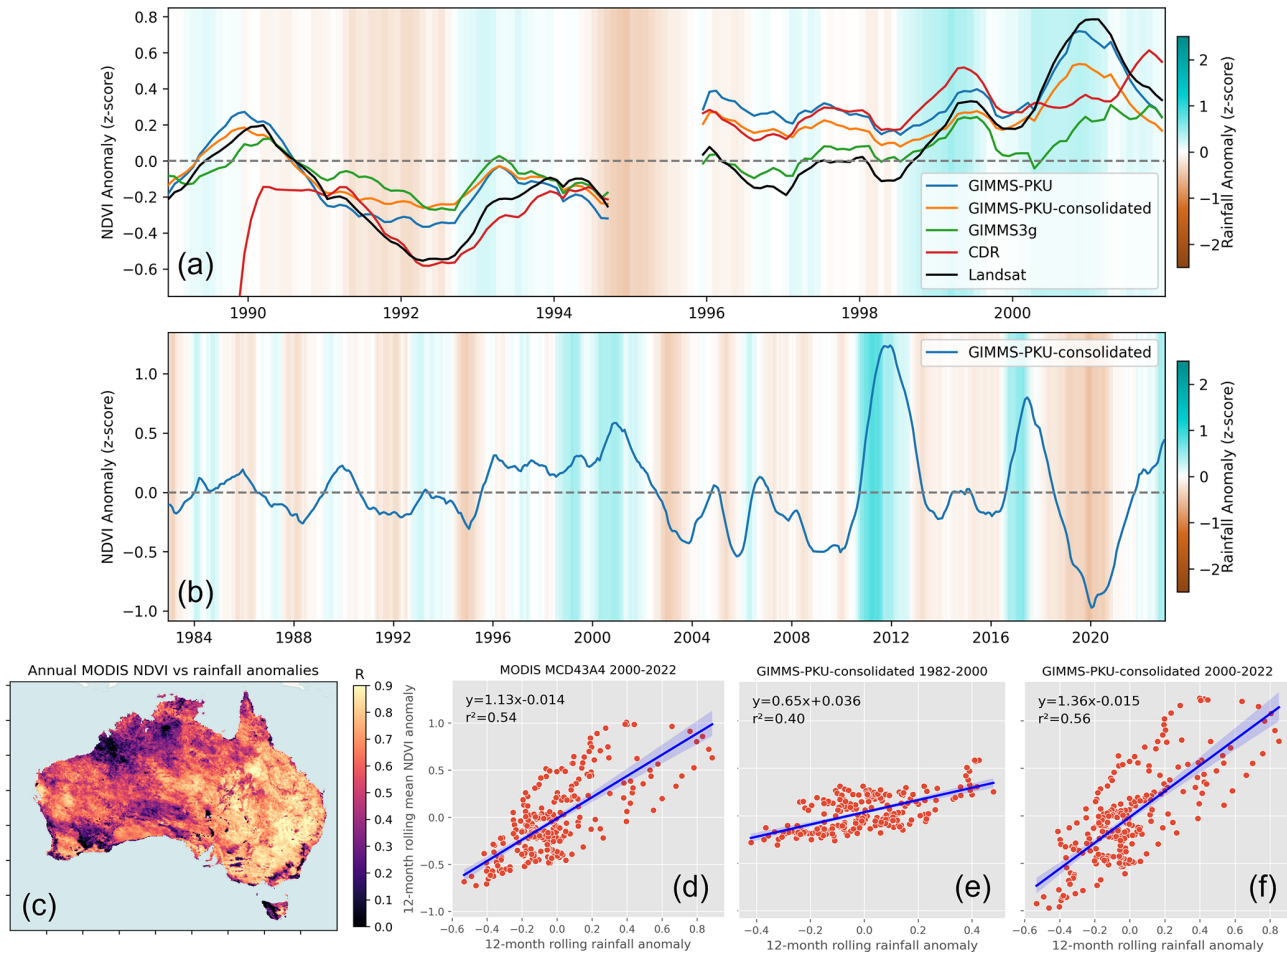 NDVI Anomaly (z-score)
0.8
0.6
0.4
0.2
0.0
−0.2
−0.4
−0.6
(a)
GIMMS-PKU
GIMMS-PKU-consolidated
GIMMS3g
CDR
Landsat
1990
1992
1994
1996
1998
2000
2
1
0
−1
−2
Rainfall Anomaly (z-score)
NDVI Anomaly (z-score)
1.0
0.5
0.0
−0.5
−1.0
(b)
GIMMS-PKU-consolidated
1984
1988
1992
1996
2000
2004
2008
2012
2016
2020
2
1
0
−1
−2
Rainfall Anomaly (z-score)
Annual MODIS NDVI vs rainfall anomalies
(c)
R
0.9
0.8
0.7
0.6
0.5
0.4
0.3
0.2
0.1
0.0
MODIS MCD43A4 2000-2022
12-month rolling mean NDVI anomaly
y=1.13x-0.014
r²=0.54
1.0
0.5
0.0
−0.5
−1.0
(d)
−0.6
−0.4
−0.2
0.0
0.2
0.4
0.6
0.8
12-month rolling rainfall anomaly
GIMMS-PKU-consolidated 1982-2000
y=0.65x+0.036
r²=0.40
(e)
−0.4
−0.2
0.0
0.2
0.4
12-month rolling rainfall anomaly
GIMMS-PKU-consolidated 2000-2022
y=1.36x-0.015
r²=0.56
(f)
−0.6
−0.4
−0.2
0.0
0.2
0.4
0.6
0.8
12-month rolling rainfall anomaly